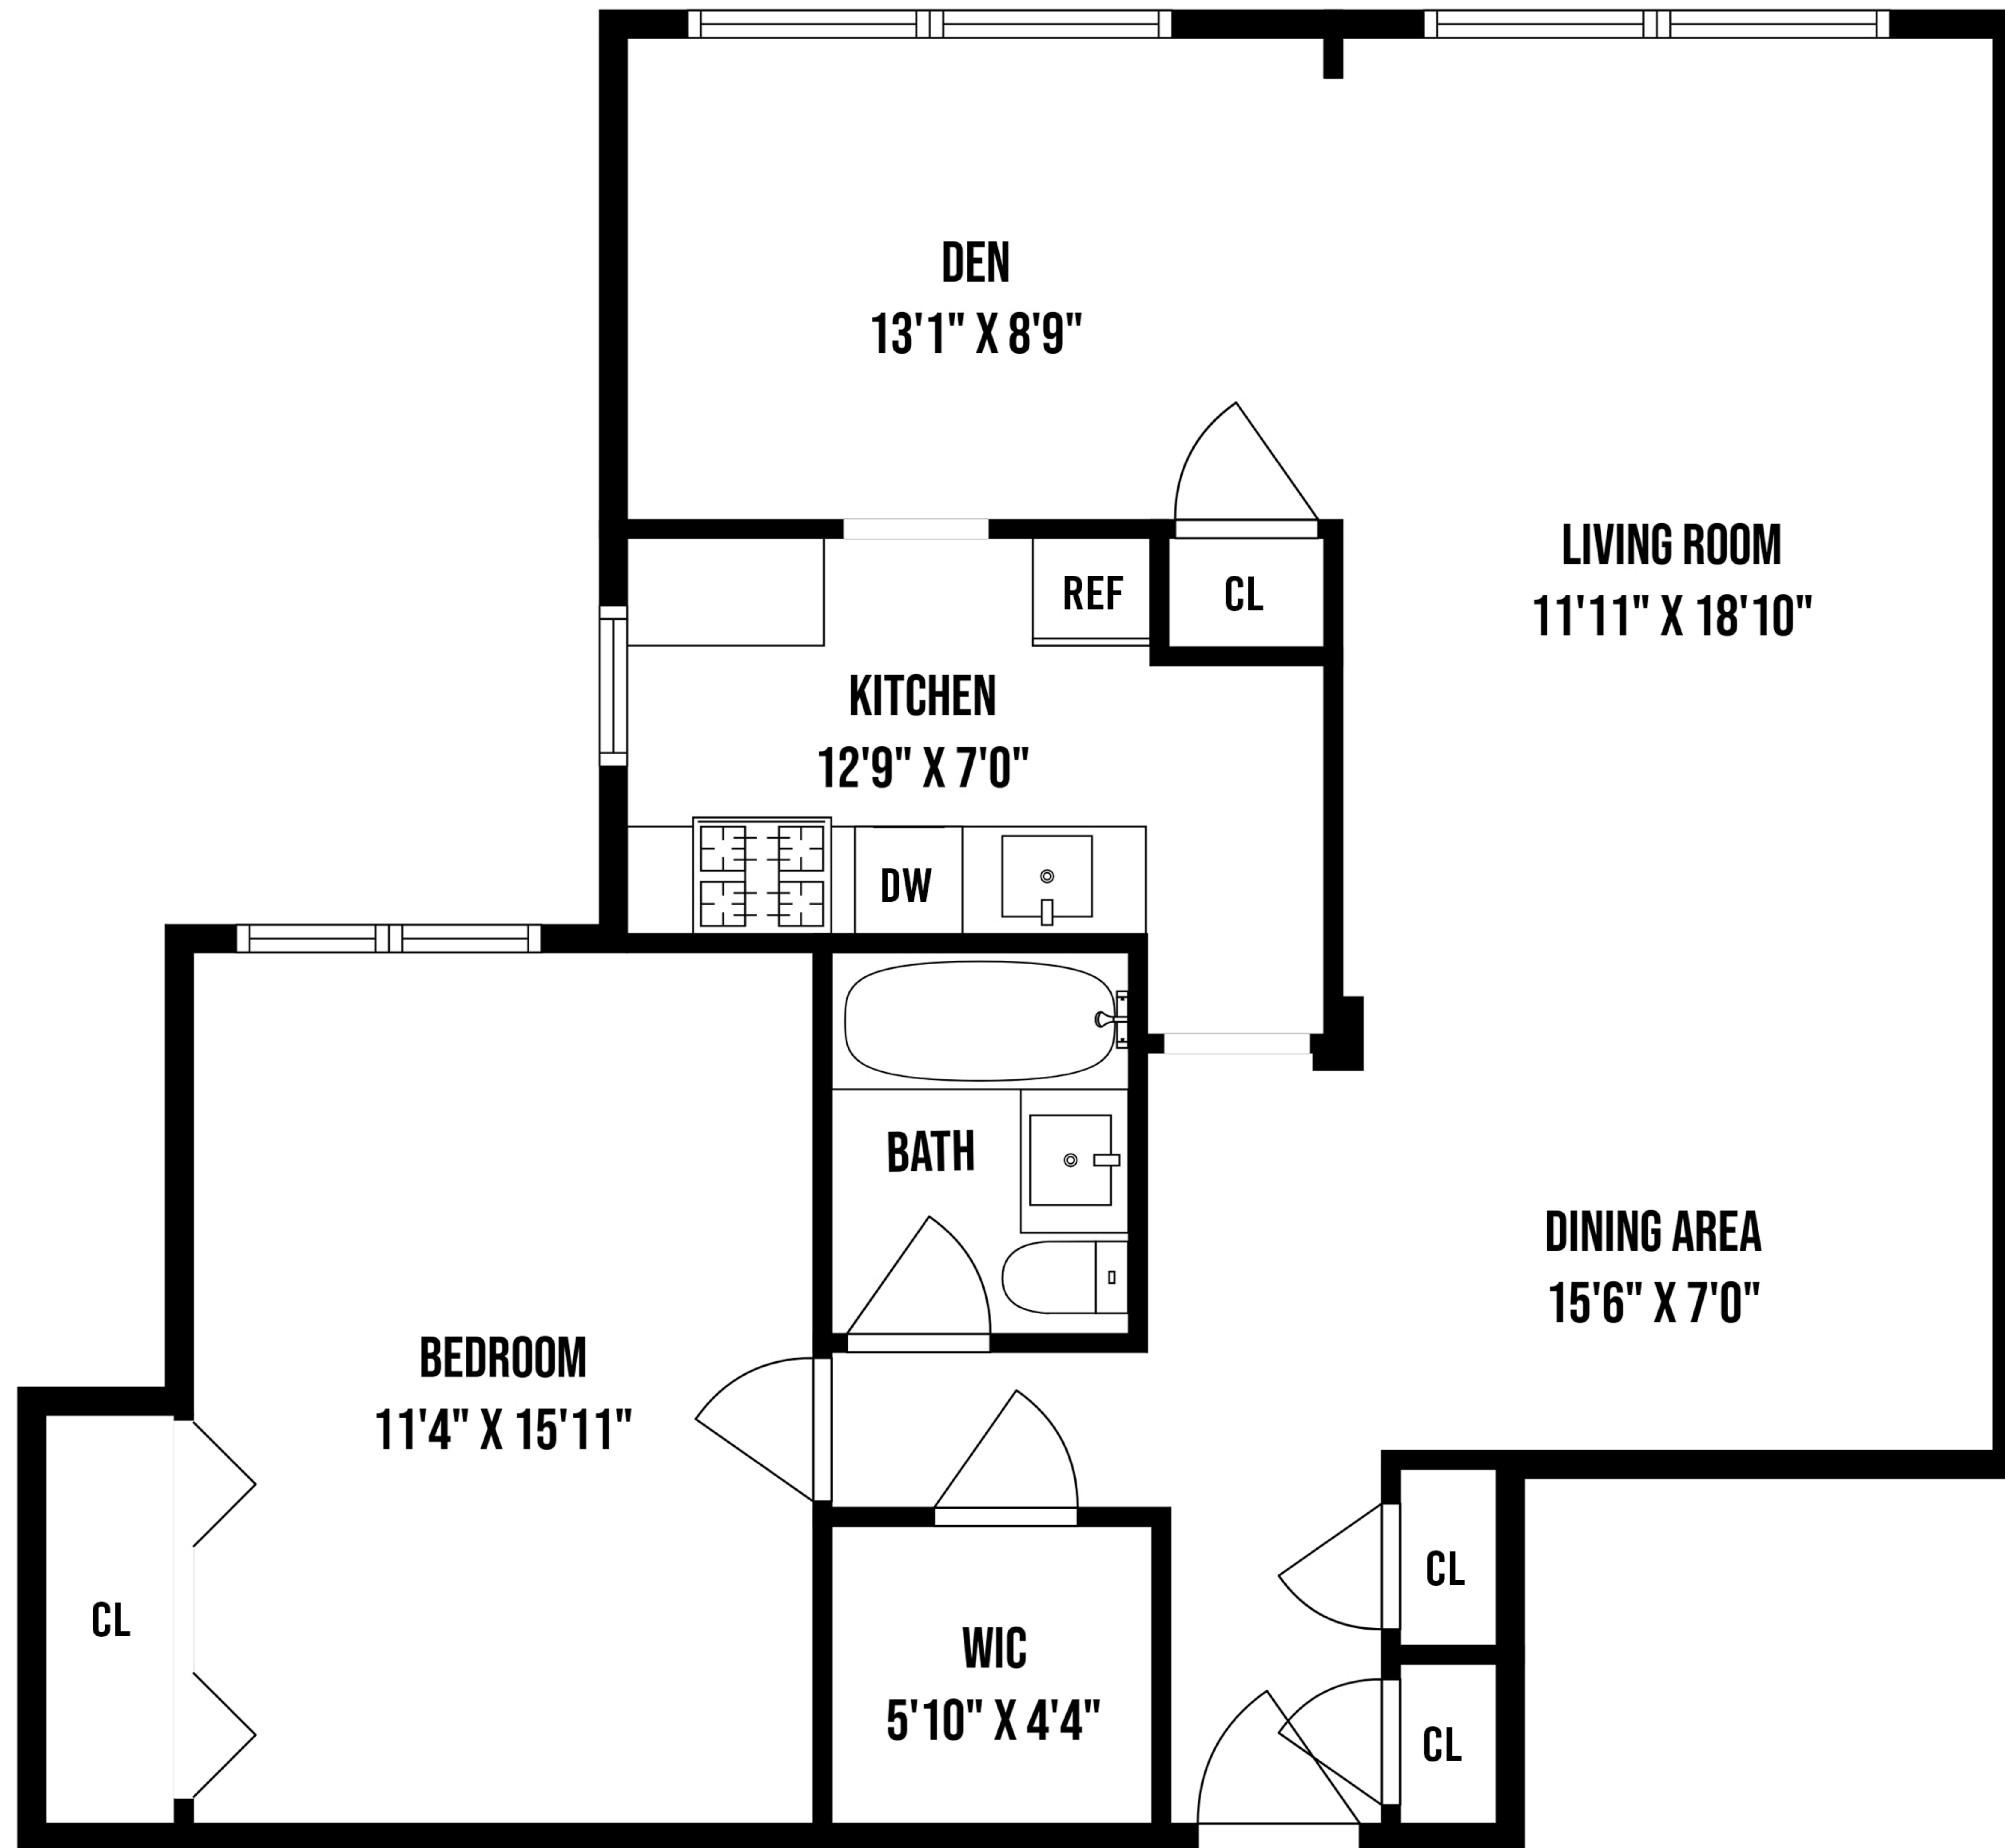 DEN
13'1" X 8'9"
LIVING ROOM
11'11" X 18'10"
REF
CL
KITCHEN
12'9" X 7'0"
DW
BATH
DINING AREA
15'6" X 7'0"
BEDROOM
11'4" X 15'11"
CL
CL
WIC
5'10" X 4'4"
CL